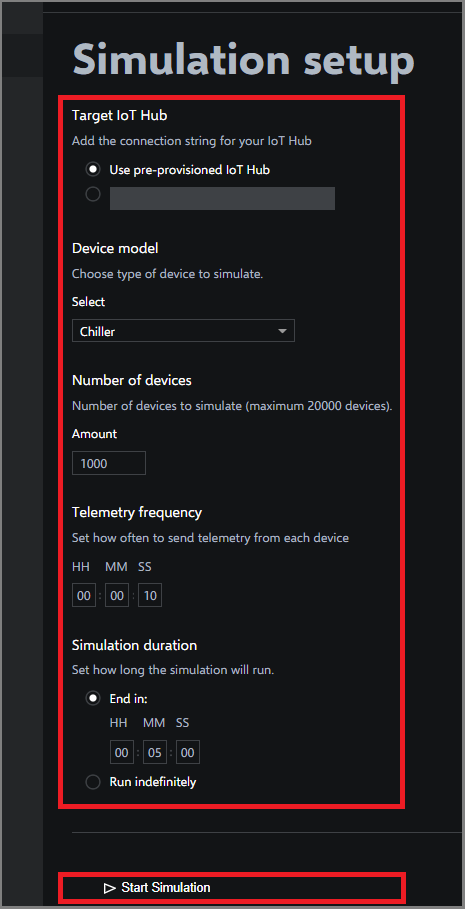 Simulation setup
Target IoT Hub
Add the connection string for your IoT Hub
Use pre-provisioned IoT Hub
Device model
Choose type of device to simulate.
Select
Chiller
Number of devices
Number of devices to simulate (maximum 20000 devices).
Amount
1000
Telemetry frequency
Set how often to send telemetry from each device
HH MM SS
00 : 00 : 10
Simulation duration
Set how long the simulation will run.
End in:
HH MM SS
00 : 05 : 00
Run indefinitely
Start Simulation